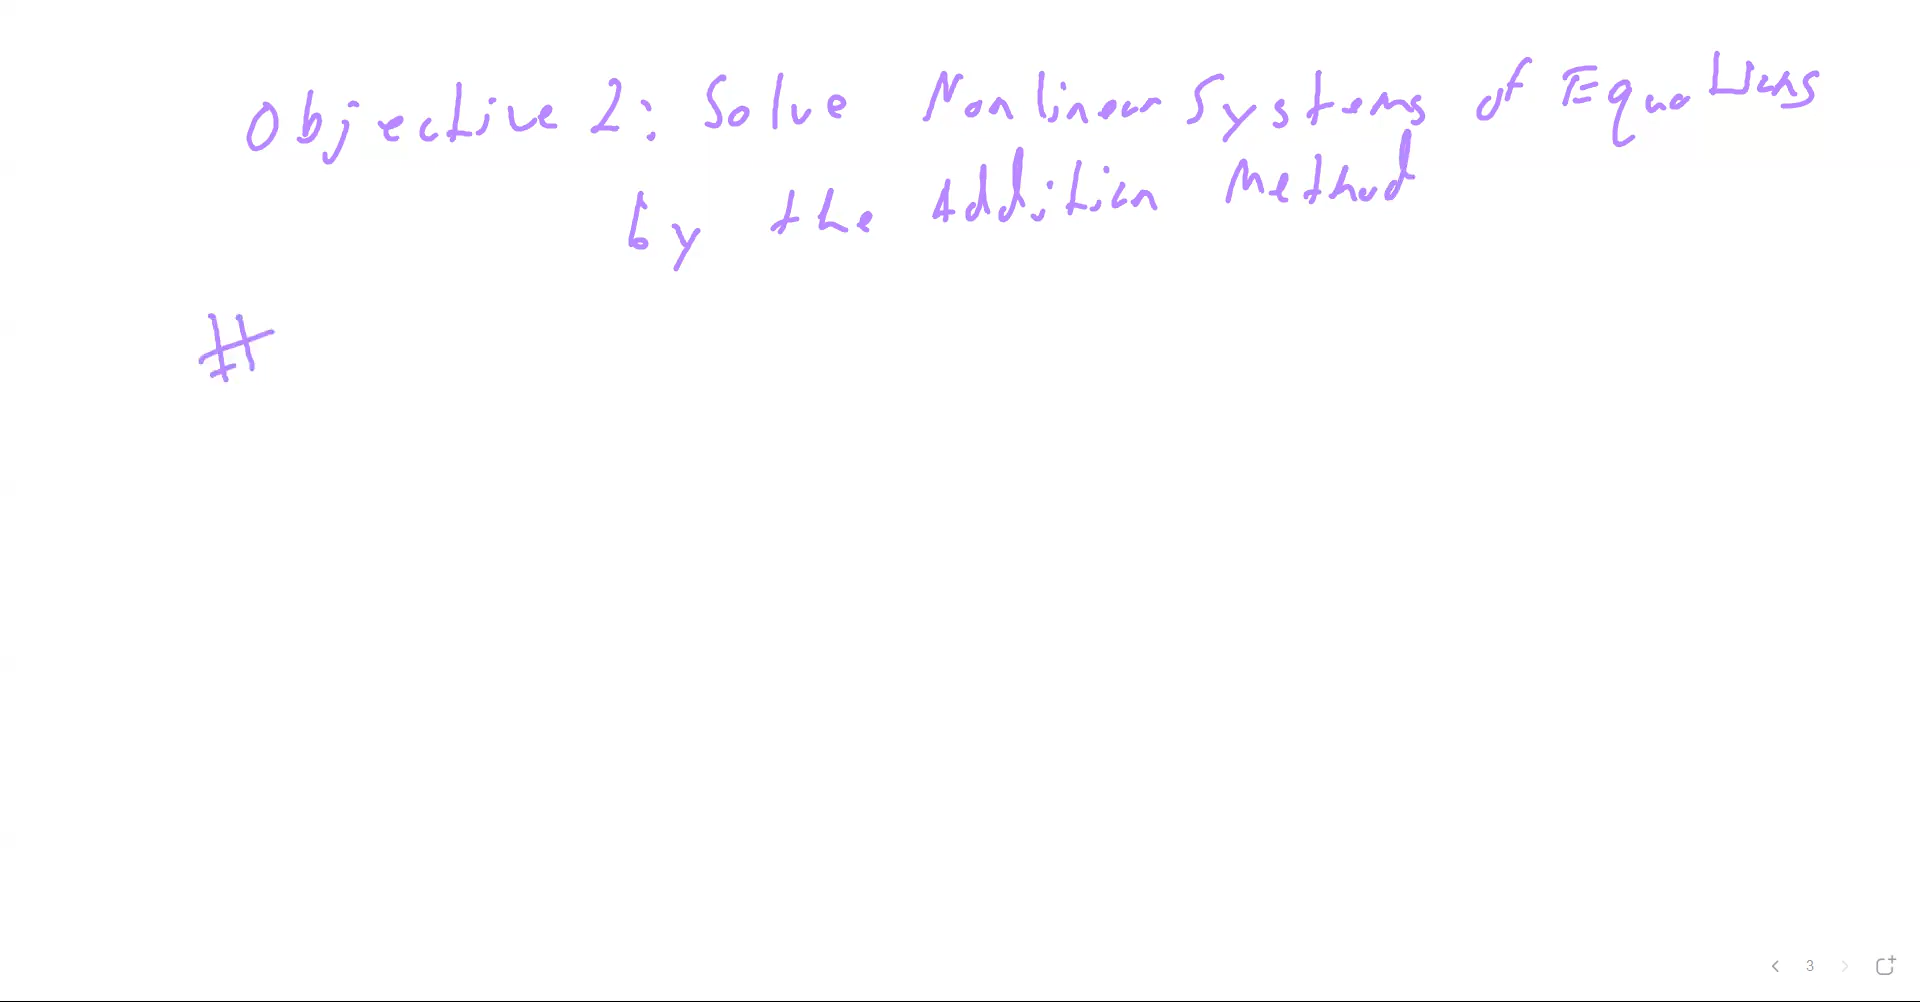 Objective 2: Solve Nonlinear Systems of Equations
by the Addition Method
#
3